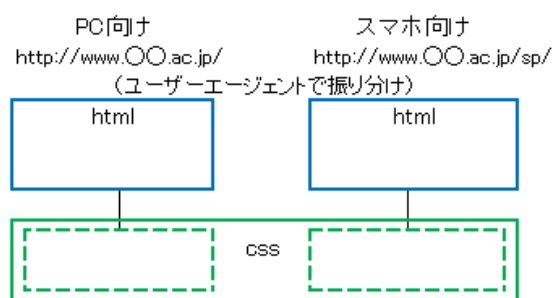 PC向け
スマホ向け
http://www.〇〇.ac.jp/
http://www.〇〇.ac.jp/sp/
(ユーザーエージェントで振り分け)
html
html
css